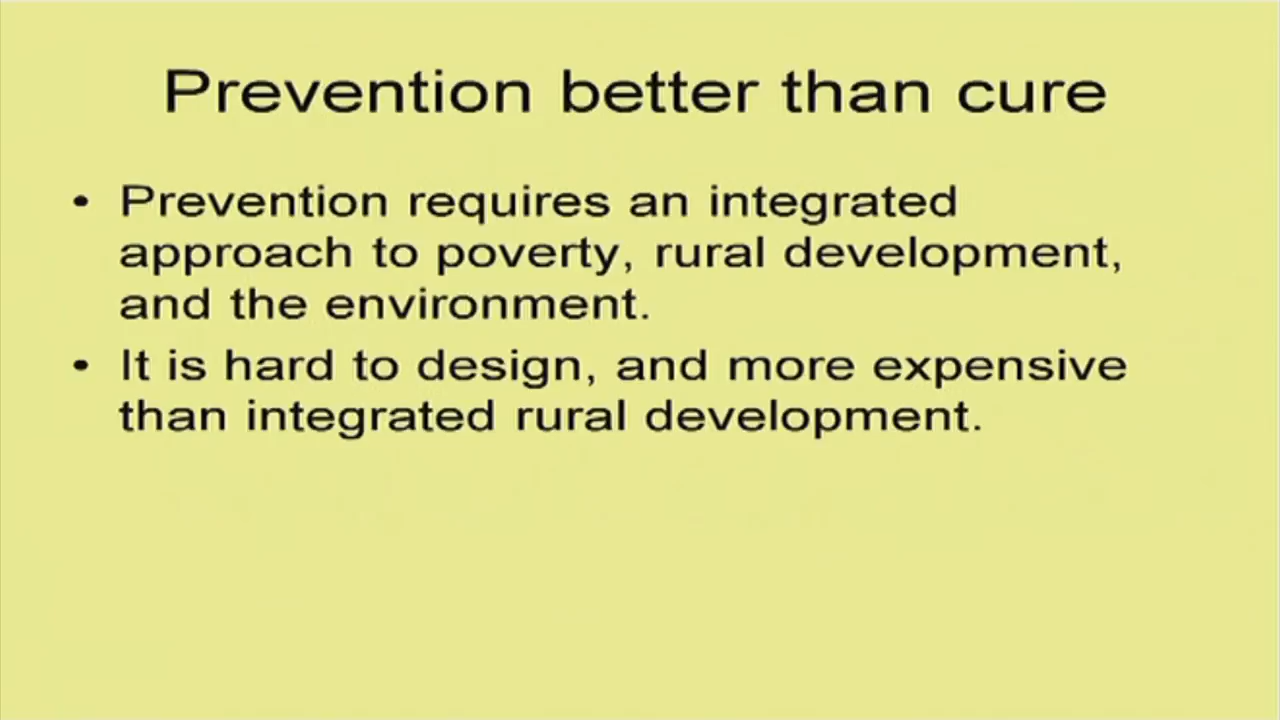 Prevention better than cure
• Prevention requires an integrated
approach to poverty, rural development,
and the environment.
• It is hard to design, and more expensive
than integrated rural development.